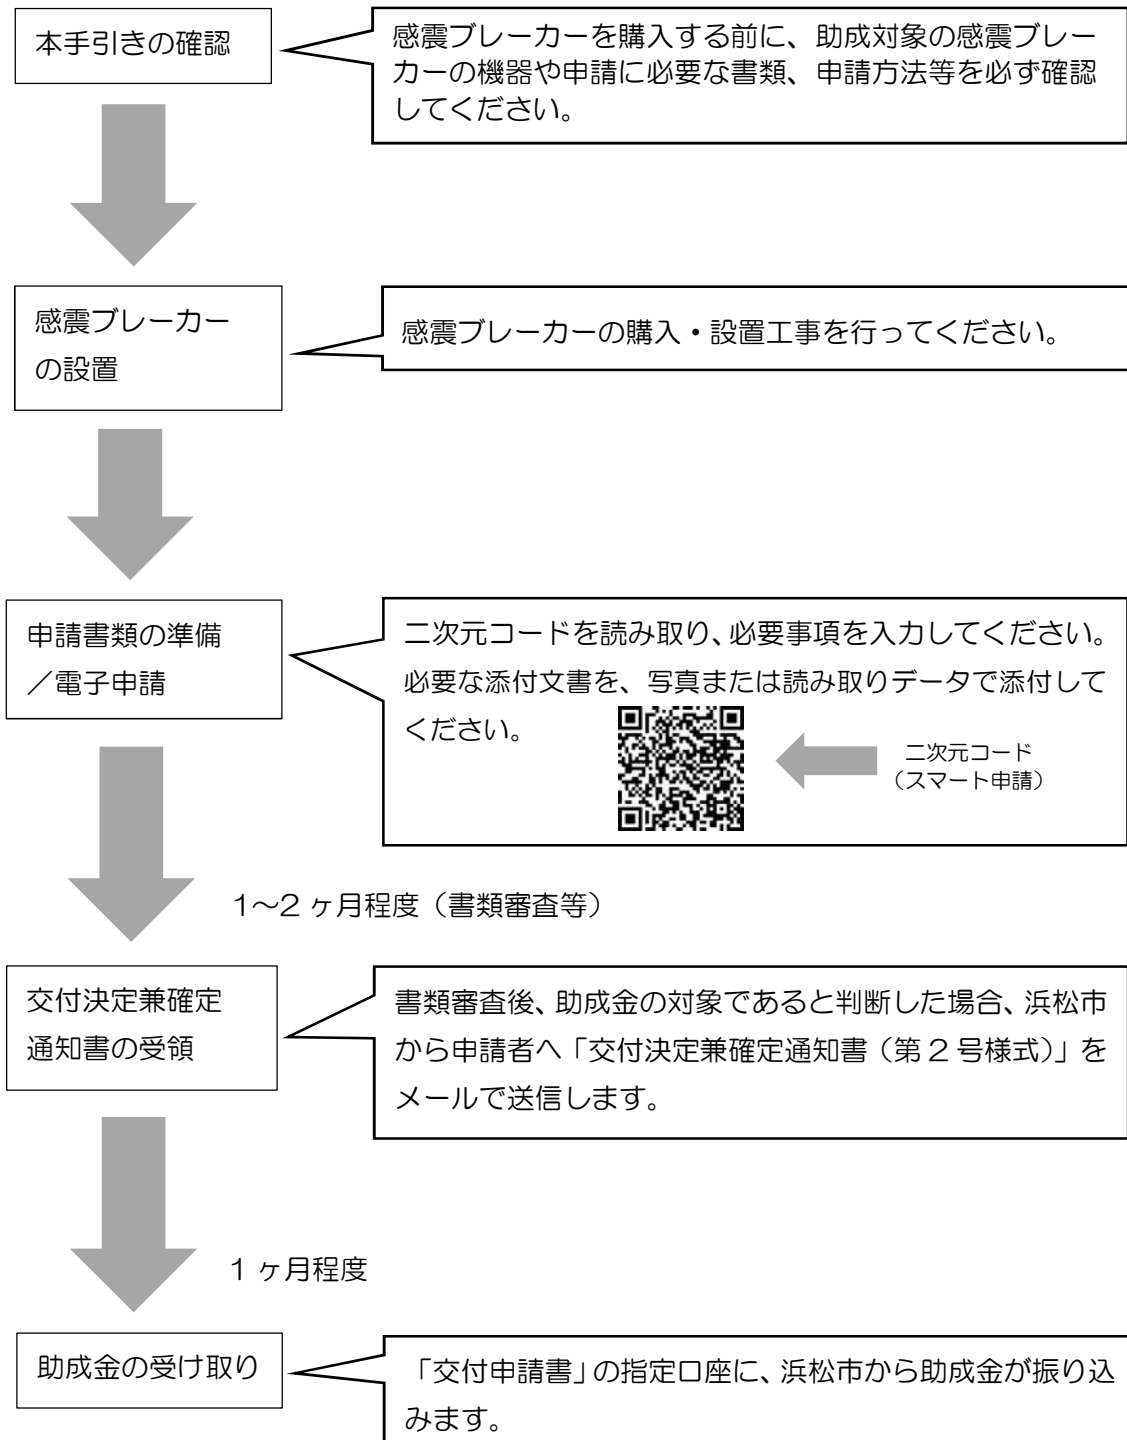 本手引きの確認
感震ブレーカーを購入する前に、助成対象の感震ブレー
カーの機器や申請に必要な書類、申請方法等を必ず確認
してください。
感震ブレーカー
の設置
感震ブレーカーの購入・設置工事を行ってください。
申請書類の準備
／電子申請
二次元コードを読み取り、必要事項を入力してください。
必要な添付文書を、写真または読み取りデータで添付して
ください。
二次元コード
（スマート申請）
1～2 ヶ月程度（書類審査等）
交付決定兼確定
通知書の受領
書類審査後、助成金の対象であると判断した場合、浜松市
から申請者へ「交付決定兼確定通知書（第 2 号様式）」を
メールで送信します。
1 ヶ月程度
助成金の受け取り
「交付申請書」の指定口座に、浜松市から助成金が振り込
みます。